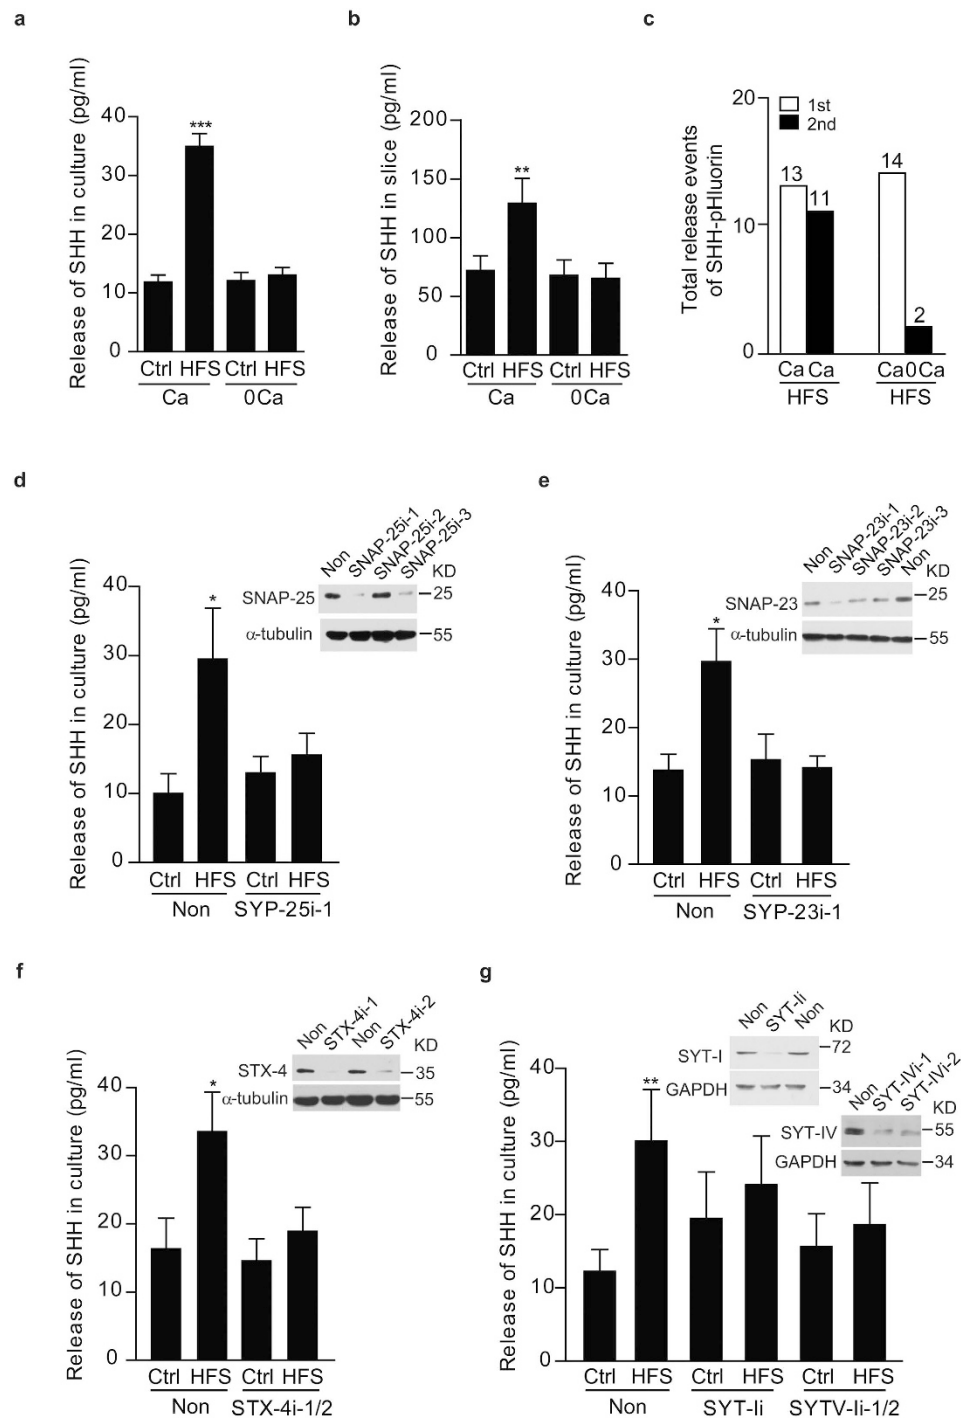 a
Release of SHH in culture (pg/ml)
40
30
20
10
0
***
Ctrl HFS Ctrl HFS
Ca 0Ca
b
Release of SHH in slice (pg/ml)
200
150
100
50
0
**
Ctrl HFS Ctrl HFS
Ca 0Ca
c
Total release events
of SHH-pHluorin
20
10
0
1st
2nd
13 11 14 2
Ca Ca Ca 0Ca
HFS HFS
d
Release of SHH in culture (pg/ml)
40
30
20
10
0
*
Non SNAP-25i-1 SNAP-25i-2 SNAP-25i-3
KD
SNAP-25 25
α-tubulin 55
Ctrl HFS Ctrl HFS
Non SYP-25i-1
e
Release of SHH in culture (pg/ml)
40
30
20
10
0
*
Non SNAP-23i-1 SNAP-23i-2 SNAP-23i-3 Non
KD
SNAP-23 25
α-tubulin 55
Ctrl HFS Ctrl HFS
Non SYP-23i-1
f
Release of SHH in culture (pg/ml)
40
30
20
10
0
*
Non STX-4i-1 Non STX-4i-2
KD
STX-4 35
α-tubulin 55
Ctrl HFS Ctrl HFS
Non STX-4i-1/2
g
Release of SHH in culture (pg/ml)
40
30
20
10
0
**
Non SYT-Ii Non
KD
SYT-I 72
GAPDH 34
Non SYT-IVi-1 SYT-IVi-2
KD
SYT-IV 55
GAPDH 34
Ctrl HFS Ctrl HFS Ctrl HFS
Non SYT-Ii SYTV-Ii-1/2